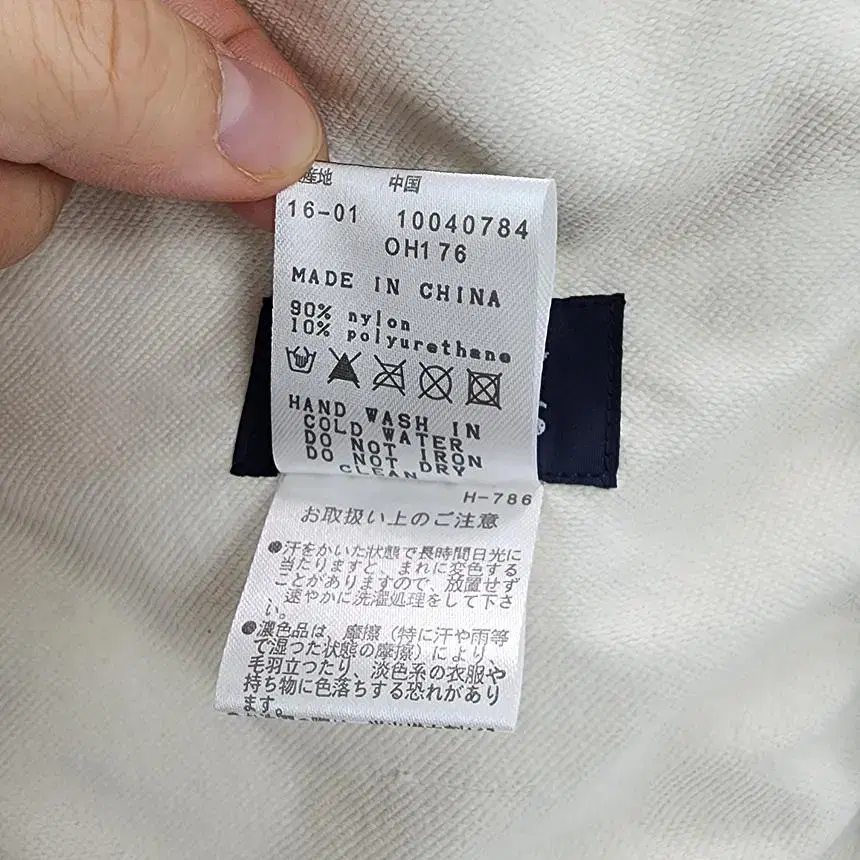 産地 中国
16-01 10040784
OH176
MADE IN CHINA
90% nylon
10% polyurethane
HAND WASH IN
COLD WATER
DO NOT IRON
DO NOT DRY
CLEAN
H-786
お取扱い上のご注意
●汗をかいた状態で長時間日光に
当たりますと、まれに変色する
ことがありますので、放置せず
速やかに洗濯処理をして下さ
い。
●濃色品は、摩擦（特に汗や雨等
で湿つた状態の摩擦）により
毛羽立つたり、淡色系の衣服や
持ち物に色落ちする恐れがあり
ます。